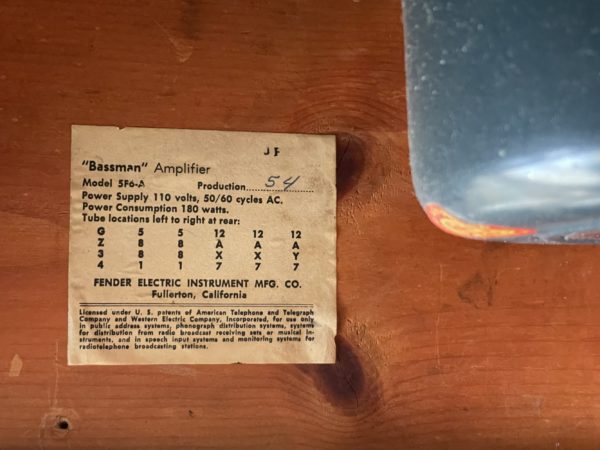 JF
"Bassman" Amplifier
Model 5F6-A Production....54....
Power Supply 110 volts, 50/60 cycles AC.
Power Consumption 180 watts.
Tube locations left to right at rear:
G 5 5 12 12 12
Z 8 8 A A A
3 8 8 X X Y
4 1 1 7 7 7
FENDER ELECTRIC INSTRUMENT MFG. CO.
Fullerton, California
Licensed under U. S. patents of American Telephone and Telegraph
Company and Western Electric Company, Incorporated, for use only
in public address systems, phonograph distribution systems, systems
for distribution from radio broadcast receiving sets or musical in-
struments, and in speech input systems and monitoring systems for
radiotelephone broadcasting stations.